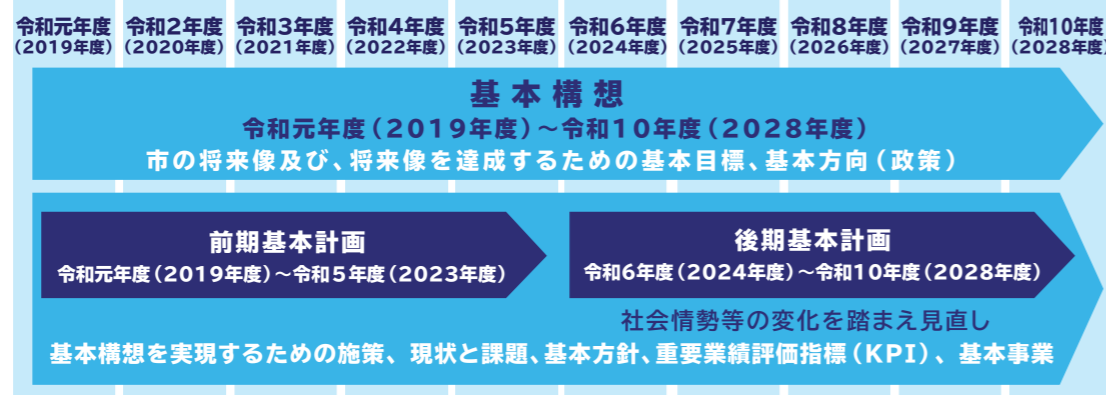 令和元年度 令和2年度 令和3年度 令和4年度 令和5年度 令和6年度 令和7年度 令和8年度 令和9年度 令和10年度
（2019年度） （2020年度） （2021年度） （2022年度） （2023年度） （2024年度） （2025年度） （2026年度） （2027年度） （2028年度）
基本構想
令和元年度（2019年度）～令和10年度（2028年度）
市の将来像及び、将来像を達成するための基本目標、基本方向（政策）
前期基本計画
令和元年度（2019年度）～令和5年度（2023年度）
後期基本計画
令和6年度（2024年度）～令和10年度（2028年度）
社会情勢等の変化を踏まえ見直し
基本構想を実現するための施策、現状と課題、基本方針、重要業績評価指標（KPI）、基本事業